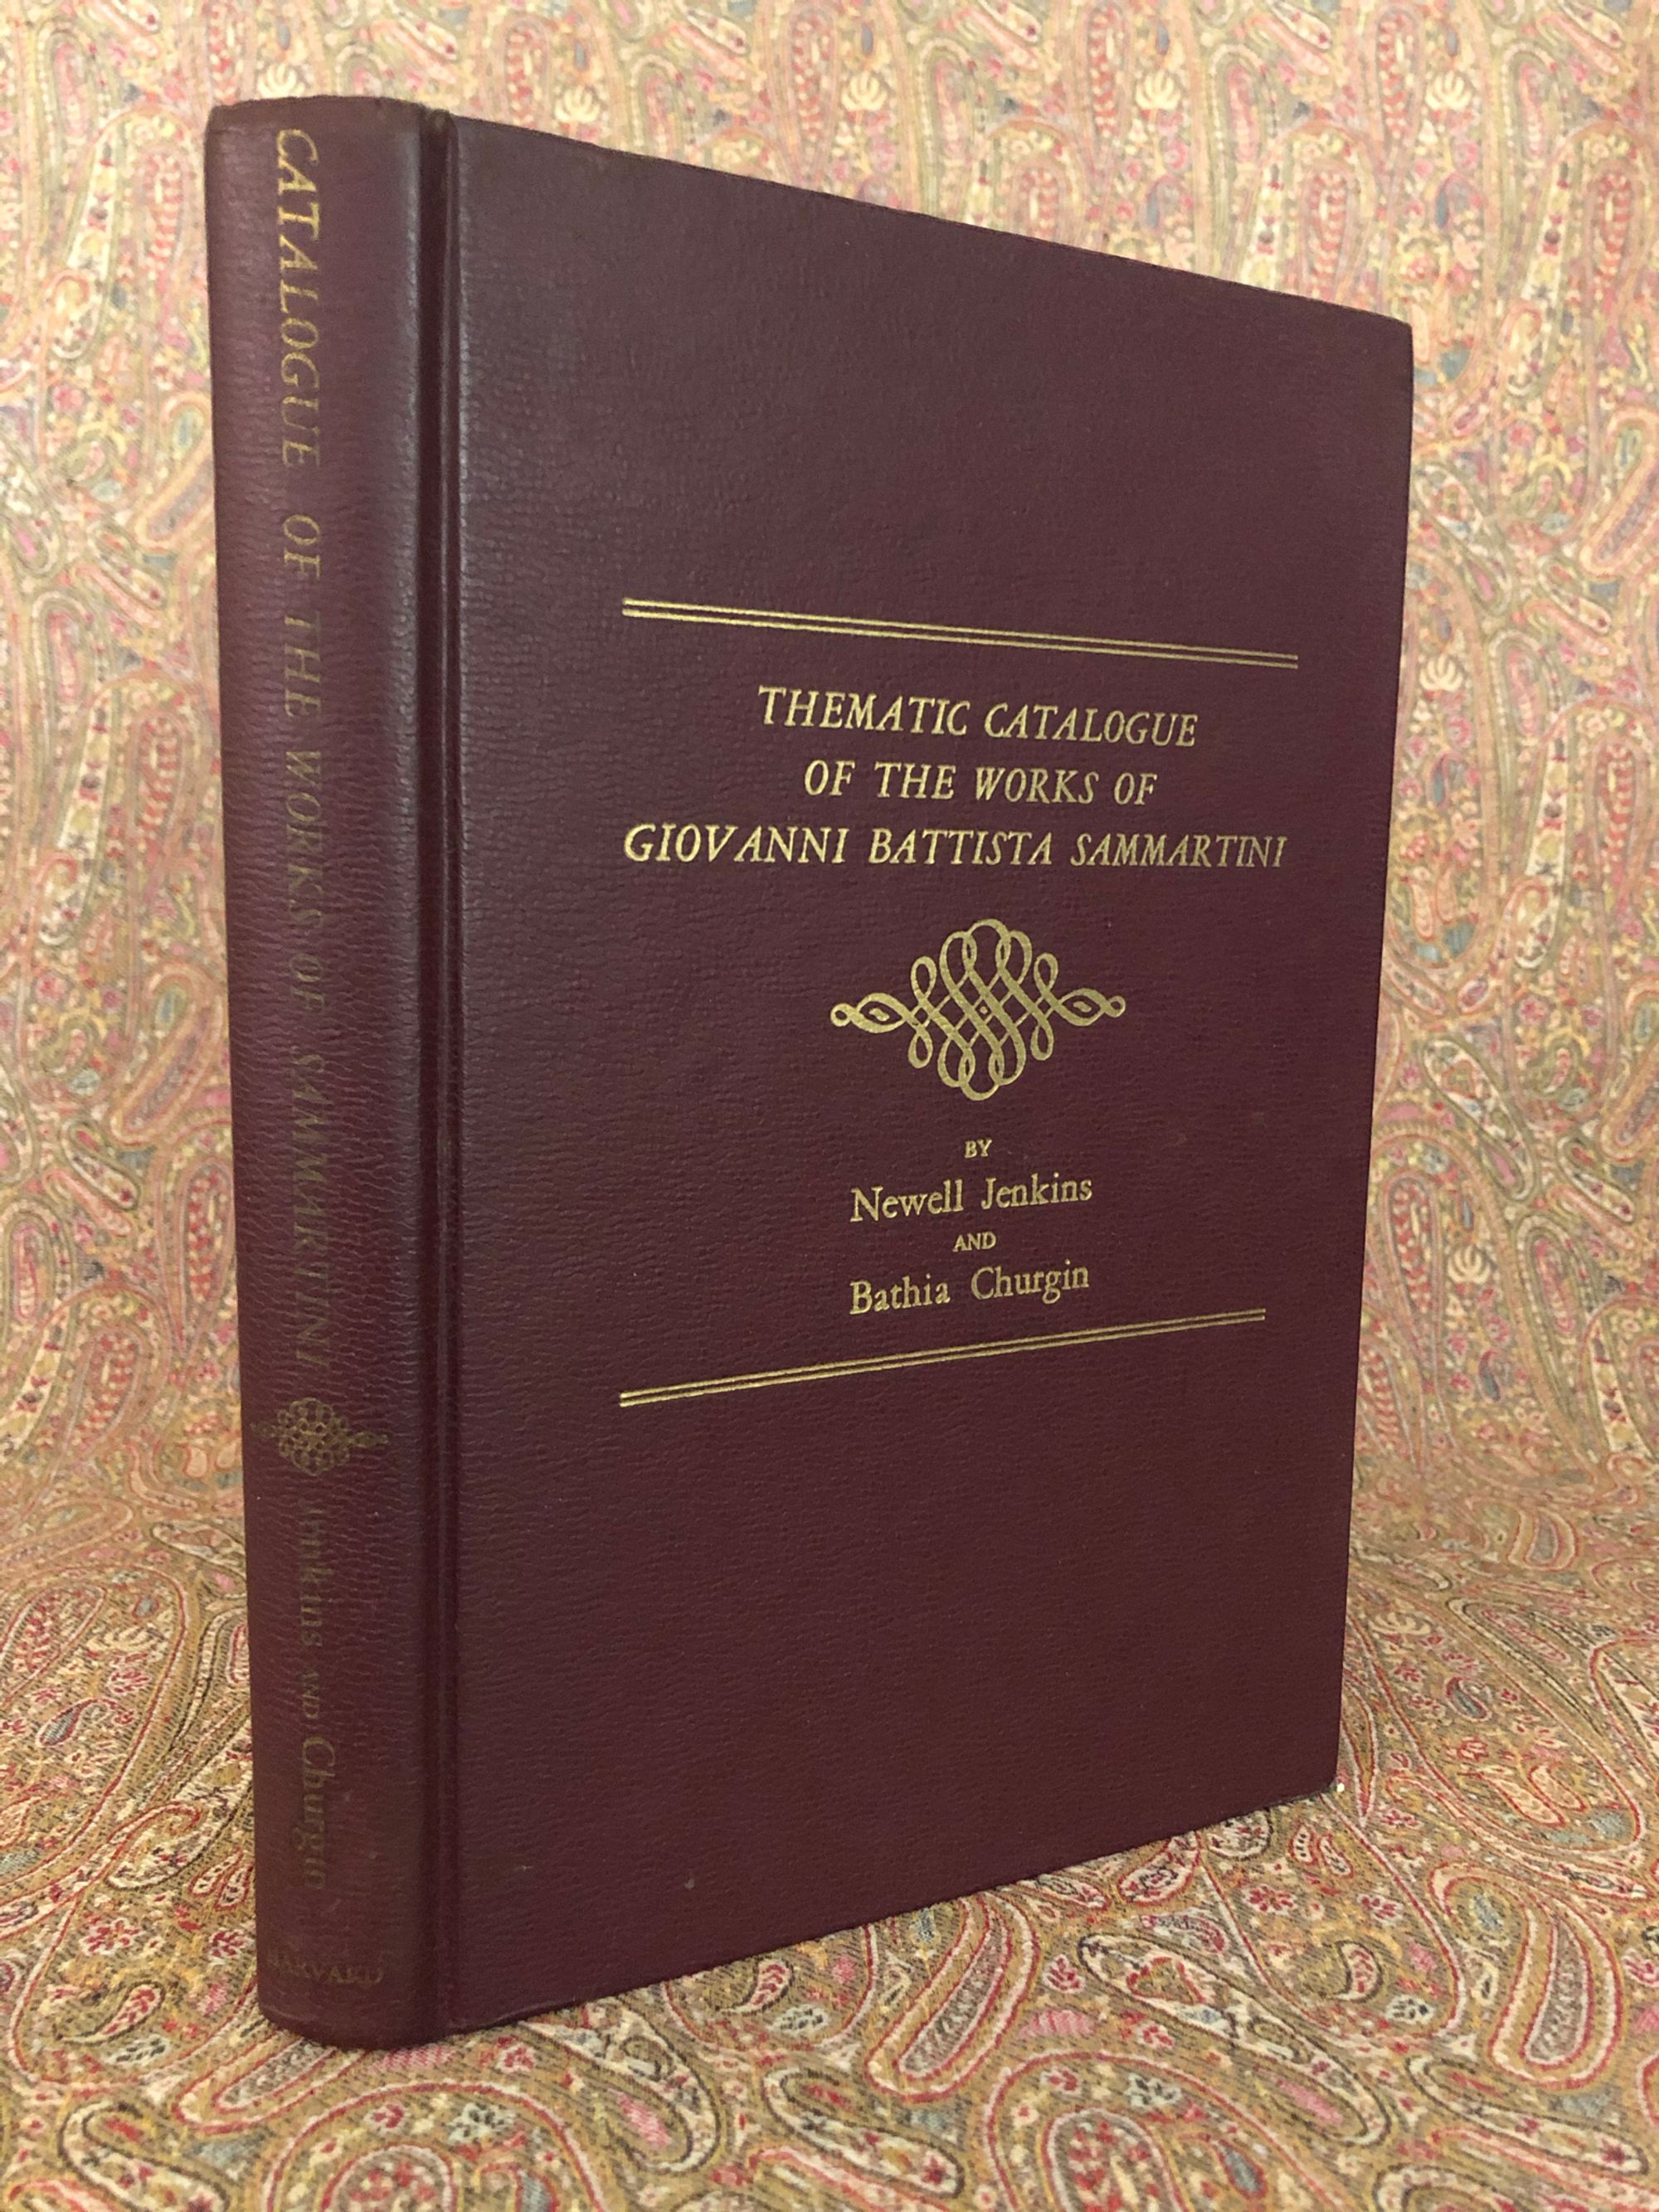 CATALOGUE OF THE WORKS OF SAMMARTINI Jenkins AND Churgin
HARVARD
THEMATIC CATALOGUE
OF THE WORKS OF
GIOVANNI BATTISTA SAMMARTINI
BY
Newell Jenkins
AND
Bathia Churgin